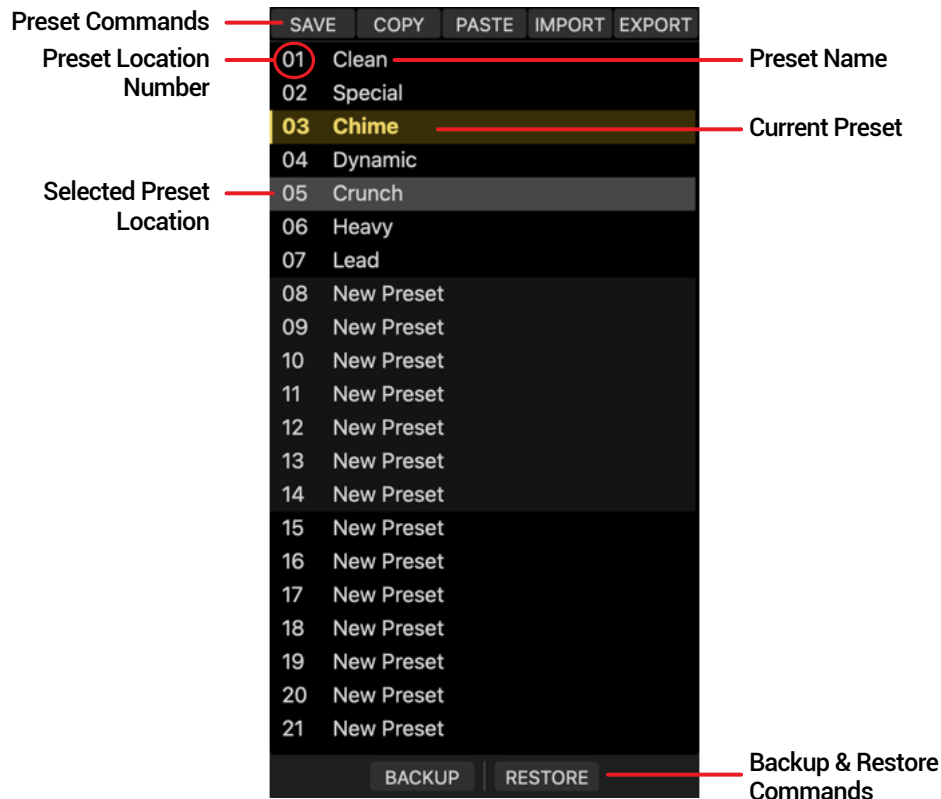 Preset Commands
SAVE COPY PASTE IMPORT EXPORT
Preset Location
Number
01 Clean
Preset Name
02 Special
03 Chime
Current Preset
04 Dynamic
Selected Preset
Location
05 Crunch
06 Heavy
07 Lead
08 New Preset
09 New Preset
10 New Preset
11 New Preset
12 New Preset
13 New Preset
14 New Preset
15 New Preset
16 New Preset
17 New Preset
18 New Preset
19 New Preset
20 New Preset
21 New Preset
BACKUP RESTORE
Backup & Restore
Commands